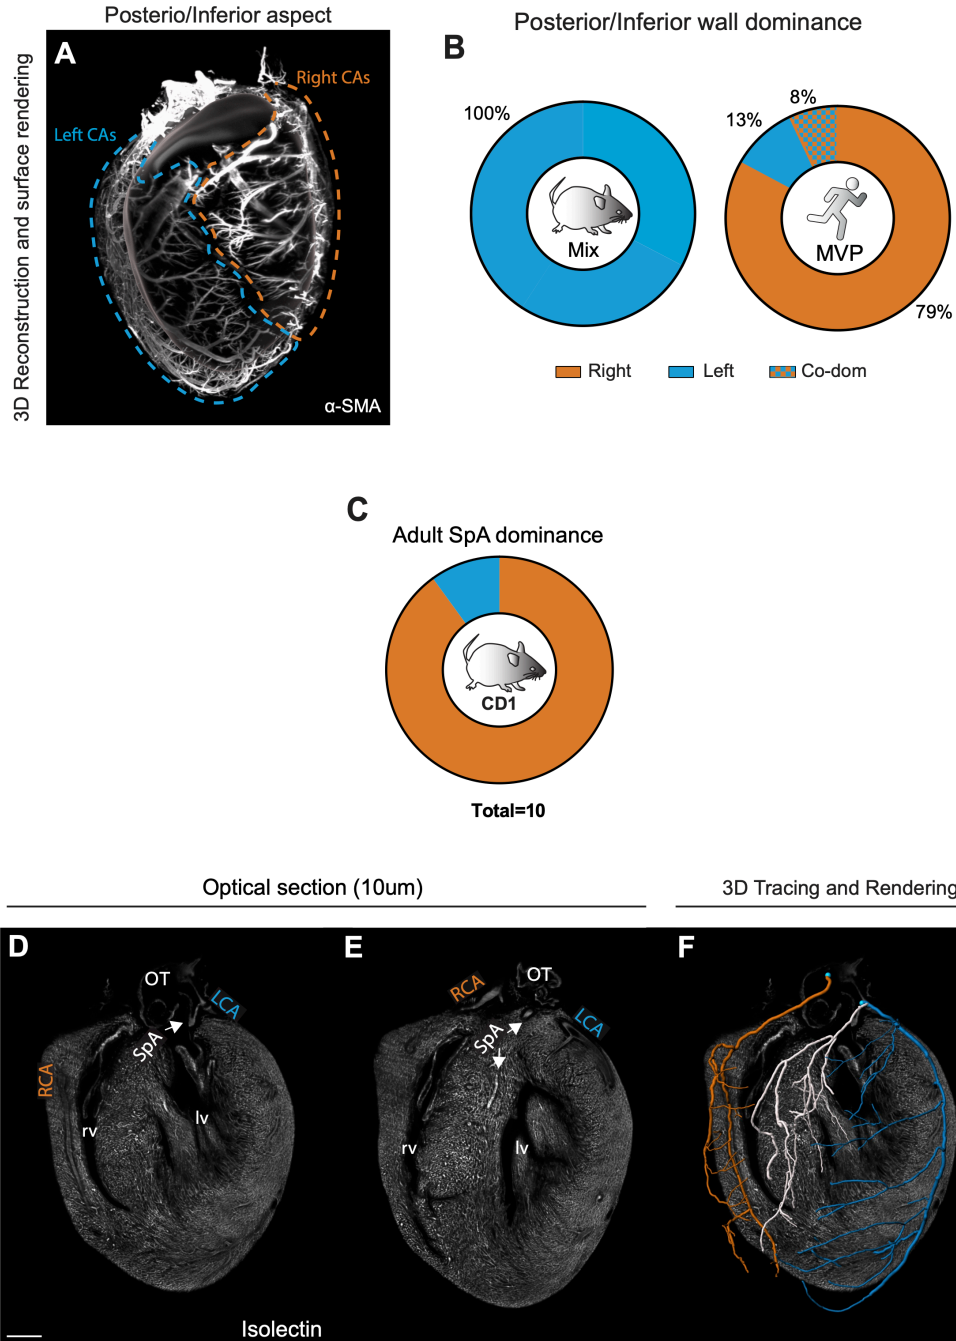 Posterio/Inferior aspect
3D Reconstruction and surface rendering
A
Right CAs
Left CAs
α-SMA
Posterior/Inferior wall dominance
B
100%
Mix
8%
13%
MVP
79%
Right
Left
Co-dom
C
Adult SpA dominance
CD1
Total=10
Optical section (10um)
3D Tracing and Rendering
D
OT
LCA
SpA
RCA
rv
lv
Isolectin
E
RCA
OT
LCA
SpA
rv
lv
F